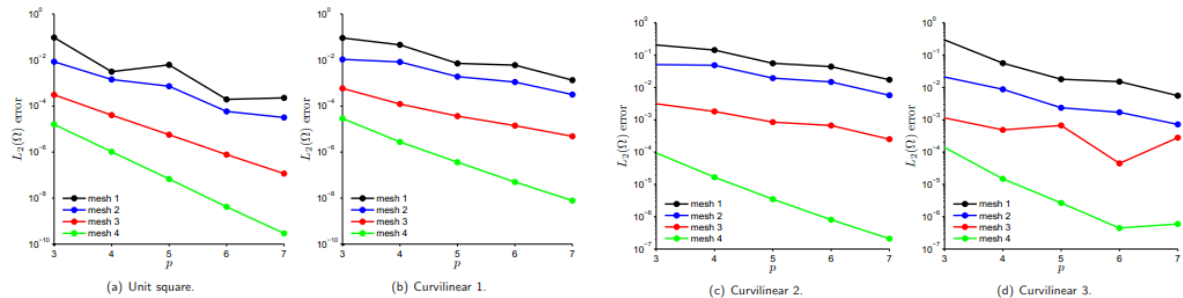 10^0
10^-2
10^-4
10^-6
10^-8
10^-10
L_2(Ω) error
mesh 1
mesh 2
mesh 3
mesh 4
3 4 5 6 7
p
(a) Unit square.
10^0
10^-2
10^-4
10^-6
10^-8
10^-10
L_2(Ω) error
mesh 1
mesh 2
mesh 3
mesh 4
3 4 5 6 7
p
(b) Curvilinear 1.
10^0
10^-1
10^-2
10^-3
10^-4
10^-5
10^-6
10^-7
L_2(Ω) error
mesh 1
mesh 2
mesh 3
mesh 4
3 4 5 6 7
p
(c) Curvilinear 2.
10^0
10^-1
10^-2
10^-3
10^-4
10^-5
10^-6
10^-7
L_2(Ω) error
mesh 1
mesh 2
mesh 3
mesh 4
3 4 5 6 7
p
(d) Curvilinear 3.